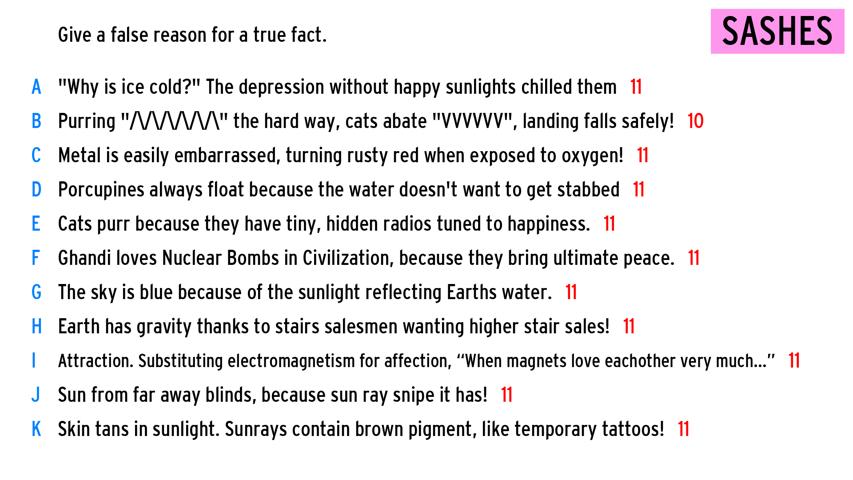 Give a false reason for a true fact.
SASHES
A "Why is ice cold?" The depression without happy sunlights chilled them 11
B Purring "/\/\/\/\/\/\/\" the hard way, cats abate "VVVVVV", landing falls safely! 10
C Metal is easily embarrassed, turning rusty red when exposed to oxygen! 11
D Porcupines always float because the water doesn't want to get stabbed 11
E Cats purr because they have tiny, hidden radios tuned to happiness. 11
F Ghandi loves Nuclear Bombs in Civilization, because they bring ultimate peace. 11
G The sky is blue because of the sunlight reflecting Earths water. 11
H Earth has gravity thanks to stairs salesmen wanting higher stair sales! 11
I Attraction. Substituting electromagnetism for affection, “When magnets love eachother very much...” 11
J Sun from far away blinds, because sun ray snipe it has! 11
K Skin tans in sunlight. Sunrays contain brown pigment, like temporary tattoos! 11